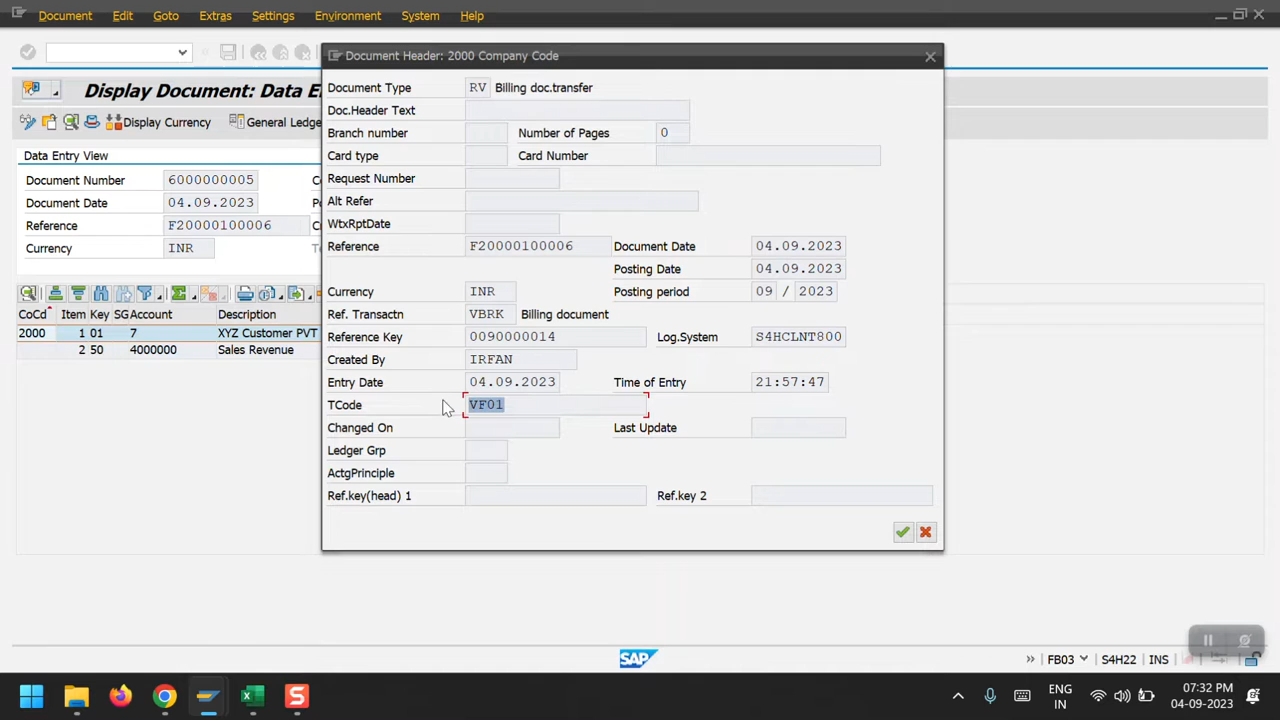 Document Edit Goto Extras Settings Environment System Help
Document Header: 2000 Company Code
Display Document: Data E
Display Currency General Ledge
Data Entry View
Document Number 6000000005 C
Document Date 04.09.2023 P
Reference F20000100006 C
Currency INR T
CoCd Item Key SG Account Description
2000 1 01 7 XYZ Customer PVT
2 50 4000000 Sales Revenue
Document Type RV Billing doc.transfer
Doc.Header Text
Branch number Number of Pages 0
Card type Card Number
Request Number
Alt Refer
WtxRptDate
Reference F20000100006 Document Date 04.09.2023
Posting Date 04.09.2023
Currency INR Posting period 09 / 2023
Ref. Transactn VBRK Billing document
Reference Key 0090000014 Log.System S4HCLNT800
Created By IRFAN
Entry Date 04.09.2023 Time of Entry 21:57:47
TCode VF01
Changed On Last Update
Ledger Grp
ActgPrinciple
Ref.key(head) 1 Ref.key 2
SAP
FB03 S4H22 INS
ENG
IN
07:32 PM
04-09-2023